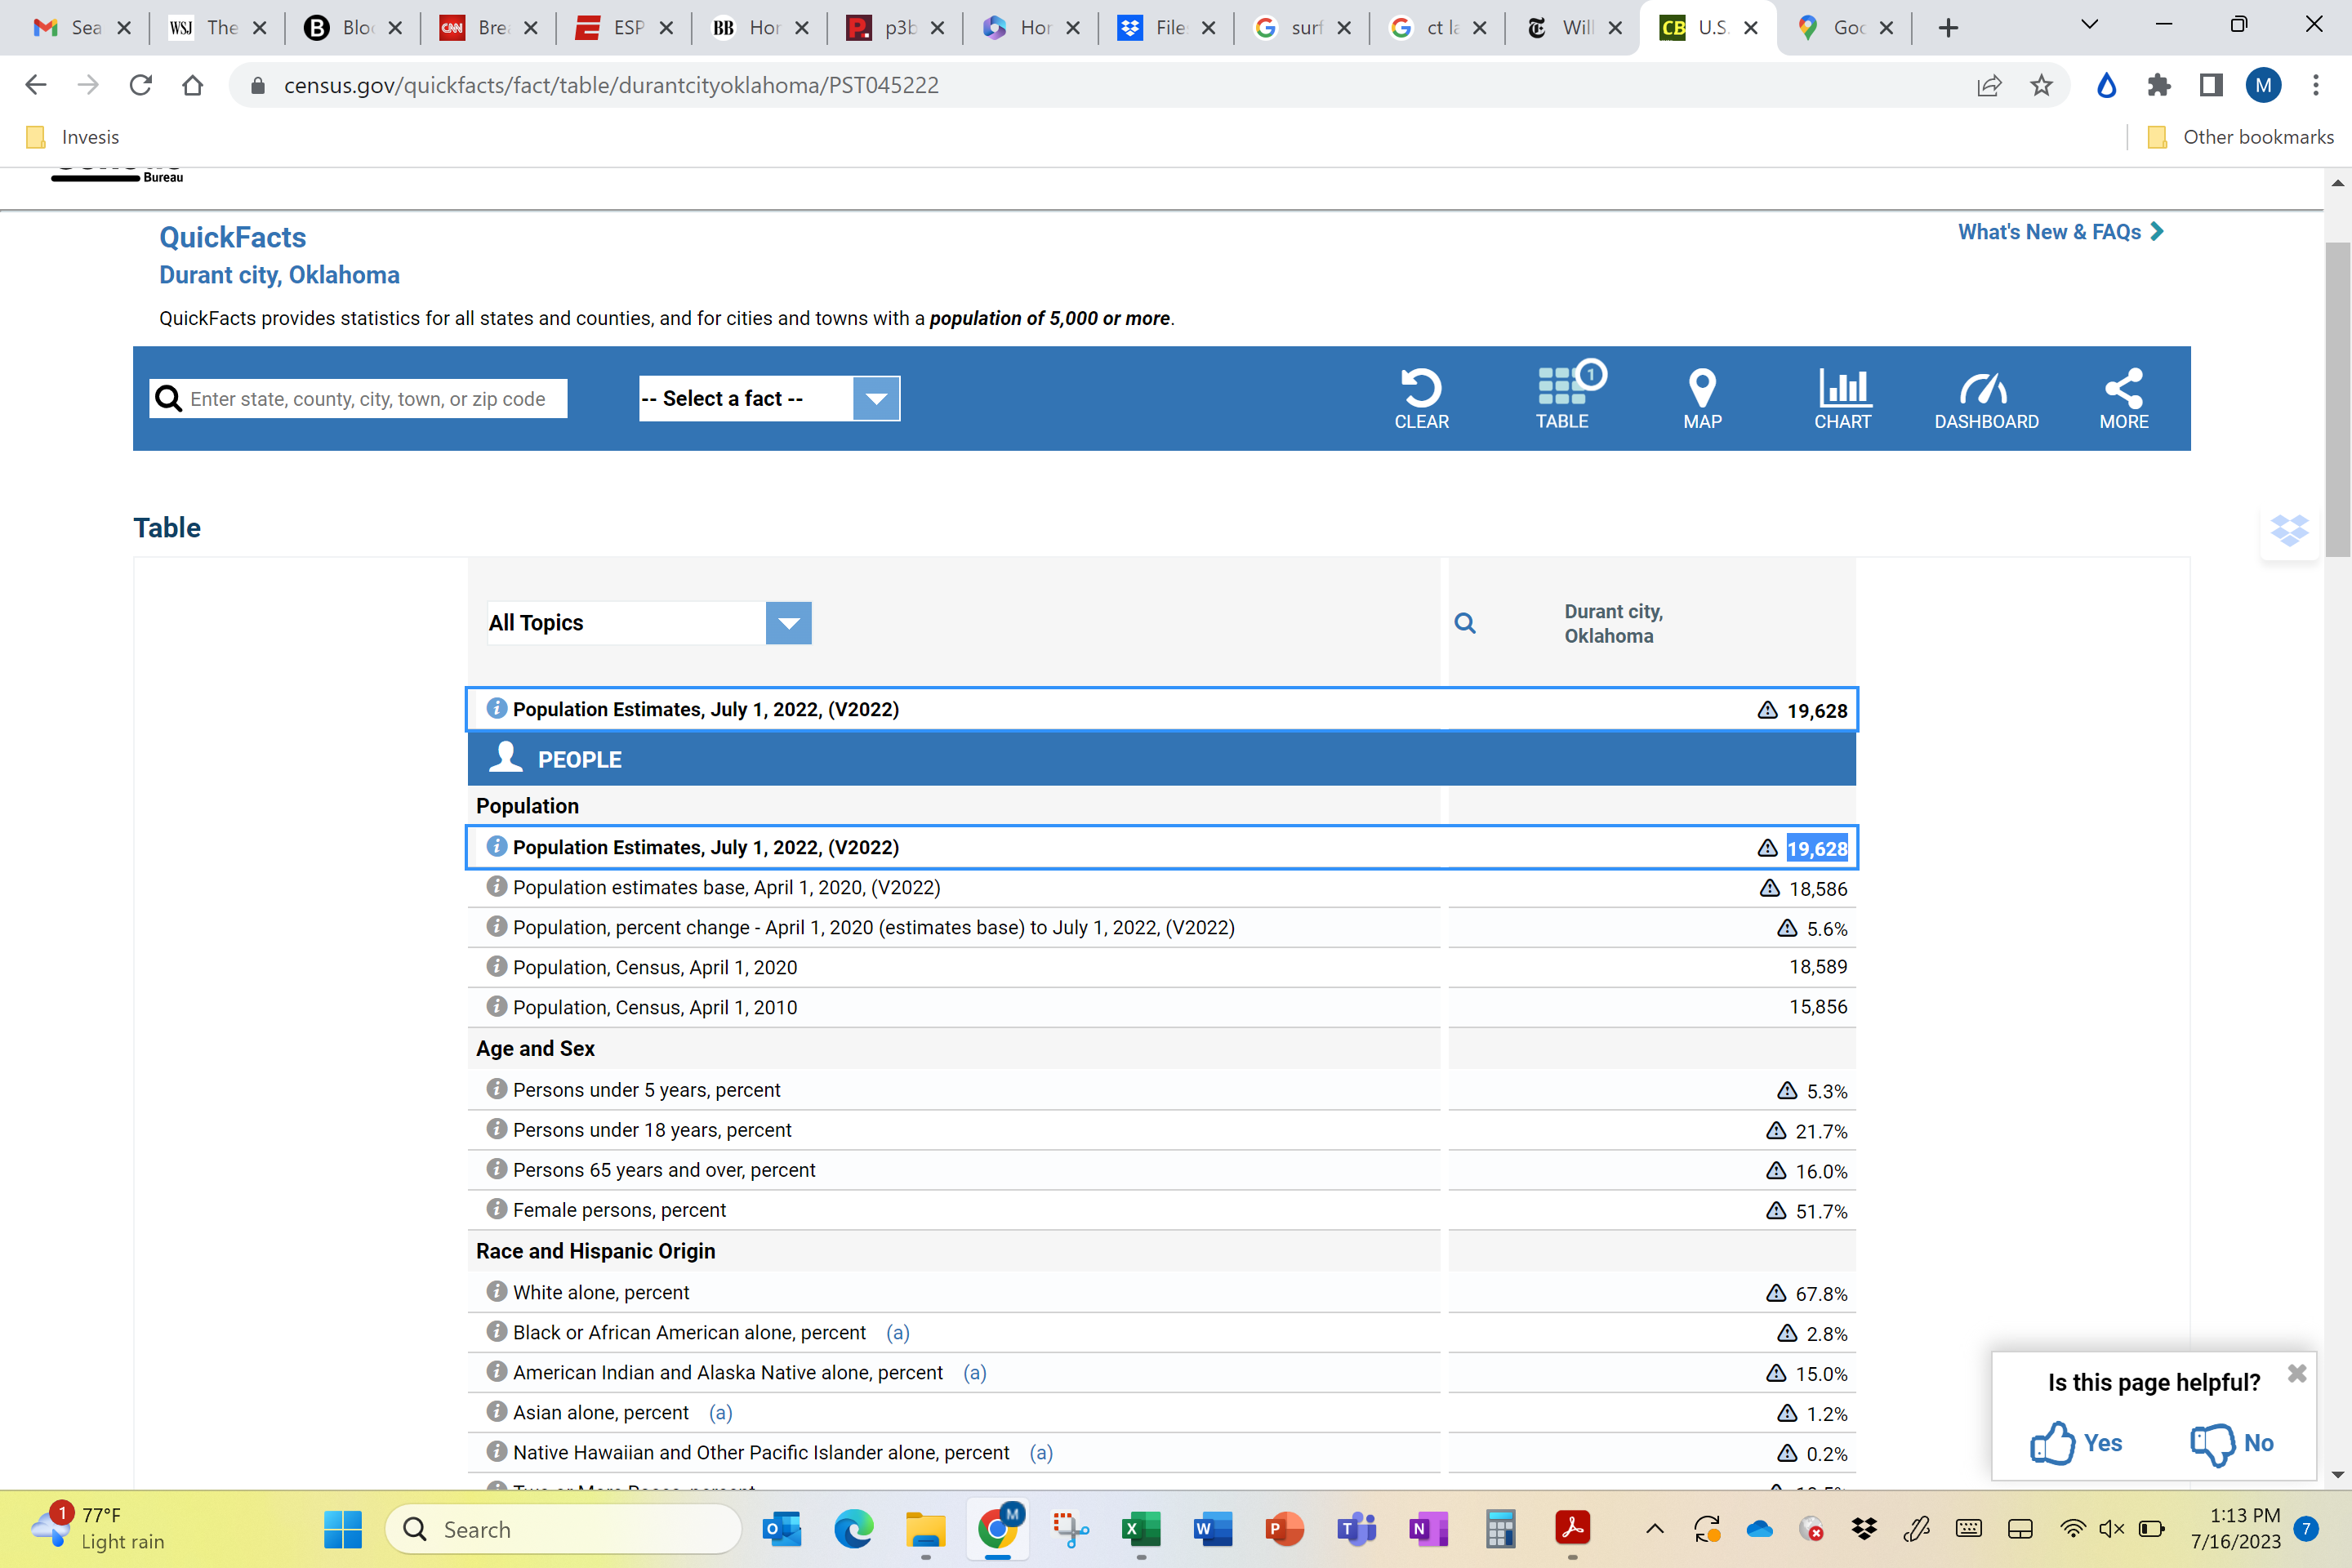 Sea
WSJ The
B Bloc
CNN Brea
ESP
BB Hor
P. p3b
Hor
File
G surf
G ct la
Will
CB U.S.
Goo
census.gov/quickfacts/fact/table/durantcityoklahoma/PST045222
M
Invesis
Other bookmarks
Bureau
QuickFacts
What's New & FAQs
Durant city, Oklahoma
QuickFacts provides statistics for all states and counties, and for cities and towns with a population of 5,000 or more.
Enter state, county, city, town, or zip code
-- Select a fact --
CLEAR
1
TABLE
MAP
CHART
DASHBOARD
MORE
Table
All Topics
Durant city,
Oklahoma
Population Estimates, July 1, 2022, (V2022) 19,628
PEOPLE
Population
Population Estimates, July 1, 2022, (V2022) 19,628
Population estimates base, April 1, 2020, (V2022) 18,586
Population, percent change - April 1, 2020 (estimates base) to July 1, 2022, (V2022) 5.6%
Population, Census, April 1, 2020 18,589
Population, Census, April 1, 2010 15,856
Age and Sex
Persons under 5 years, percent 5.3%
Persons under 18 years, percent 21.7%
Persons 65 years and over, percent 16.0%
Female persons, percent 51.7%
Race and Hispanic Origin
White alone, percent 67.8%
Black or African American alone, percent (a) 2.8%
American Indian and Alaska Native alone, percent (a) 15.0%
Asian alone, percent (a) 1.2%
Native Hawaiian and Other Pacific Islander alone, percent (a) 0.2%
Is this page helpful?
Yes
No
1
77°F
Light rain
Search
M
1:13 PM
7/16/2023
7